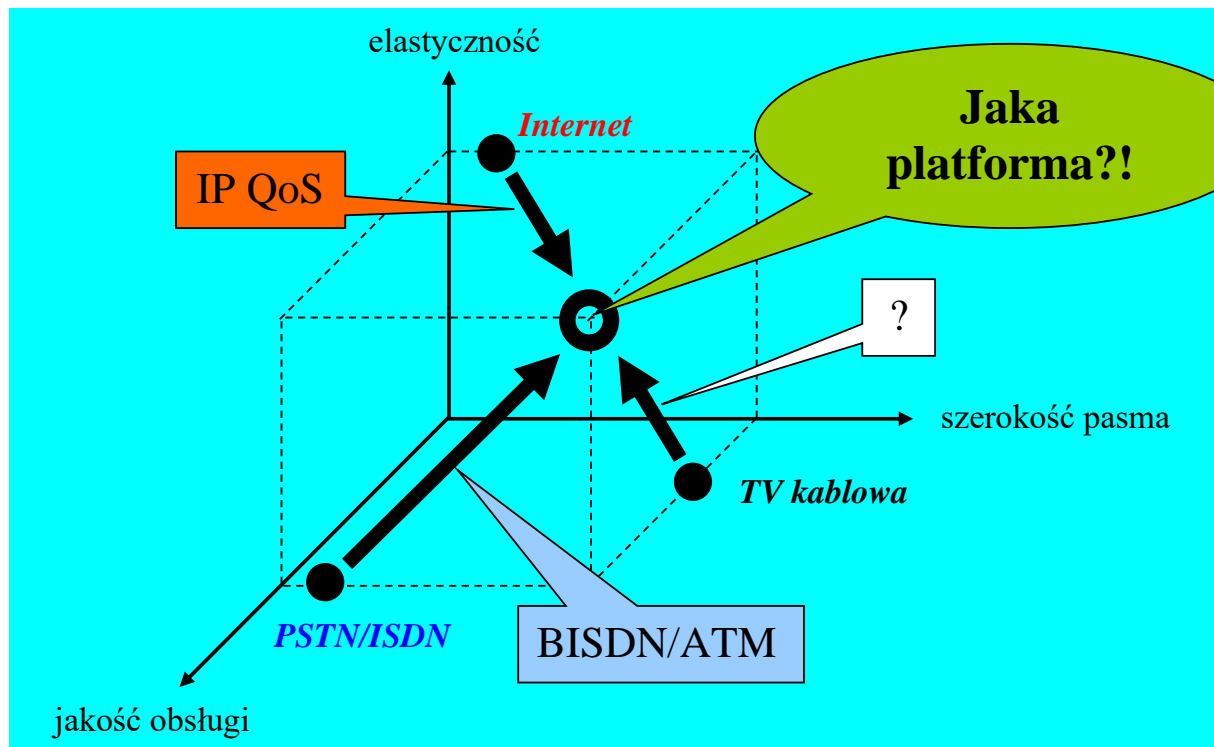 elastyczność
Jaka
platforma?!
Internet
IP QoS
?
szerokość pasma
TV kablowa
PSTN/ISDN
BISDN/ATM
jakość obsługi